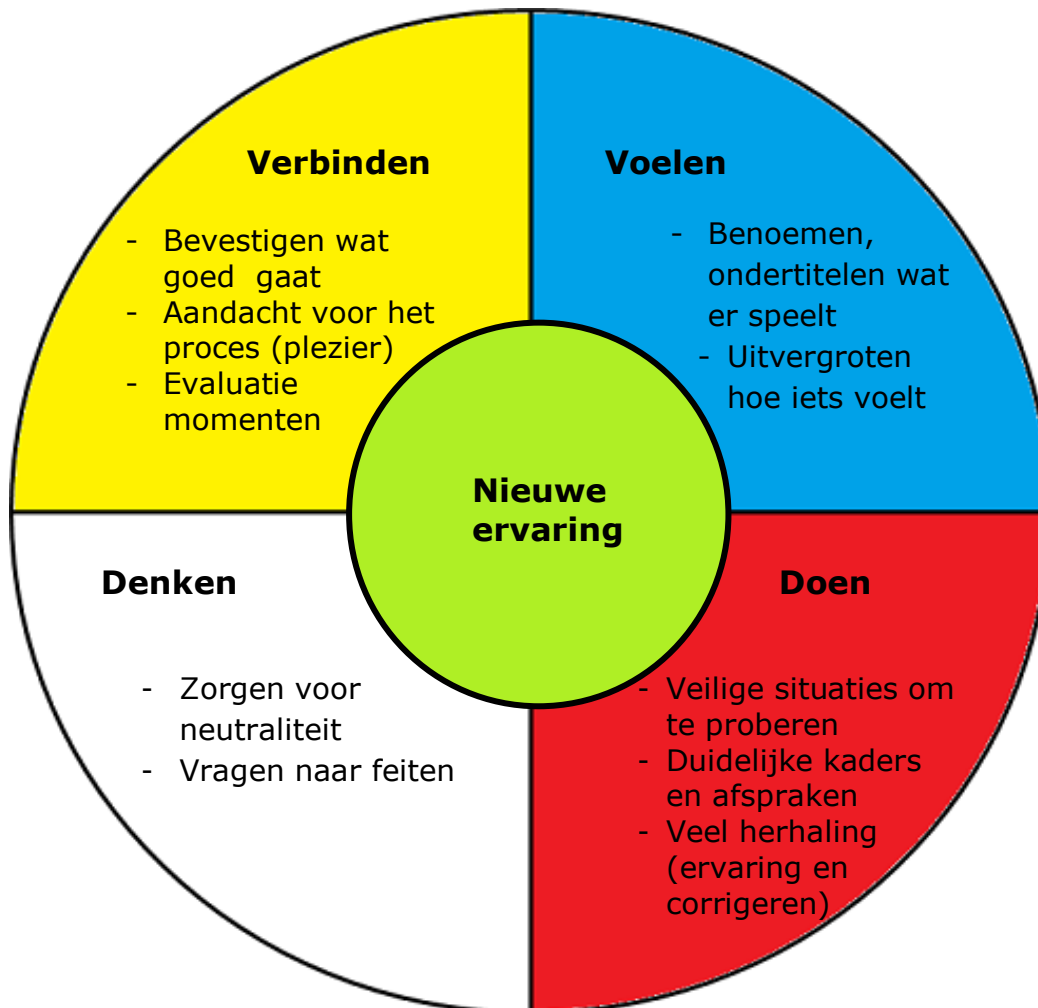 Verbinden
- Bevestigen wat
goed gaat
- Aandacht voor het
proces (plezier)
- Evaluatie
momenten
Voelen
- Benoemen,
ondertitelen wat
er speelt
- Uitvergroten
hoe iets voelt
Nieuwe
ervaring
Denken
- Zorgen voor
neutraliteit
- Vragen naar feiten
Doen
- Veilige situaties om
te proberen
- Duidelijke kaders
en afspraken
- Veel herhaling
(ervaring en
corrigeren)